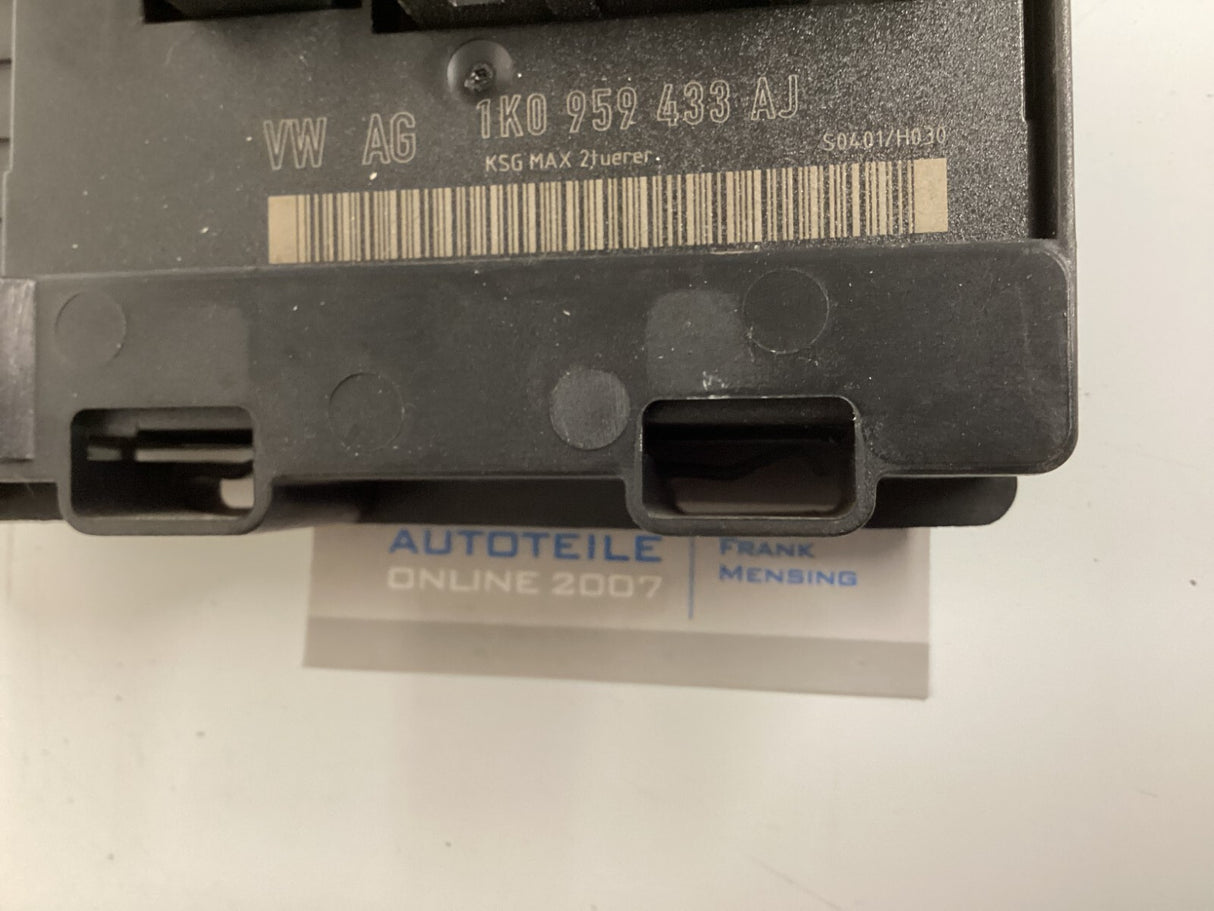 VW AG 1K0 959 433 AJ
KSG MAX 2tuerer
S0401/H030
AUTOTEILE
ONLINE 2007
FRANK
MENSING